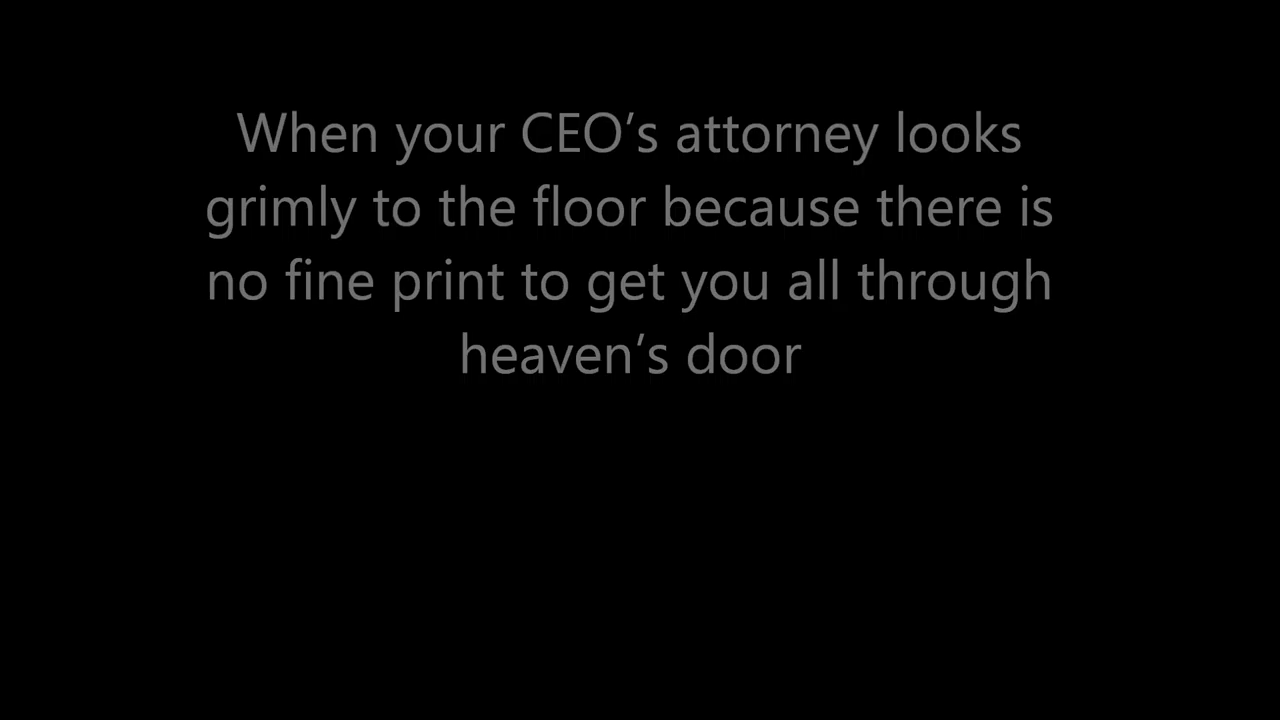 When your CEO’s attorney looks
grimly to the floor because there is
no fine print to get you all through
heaven’s door